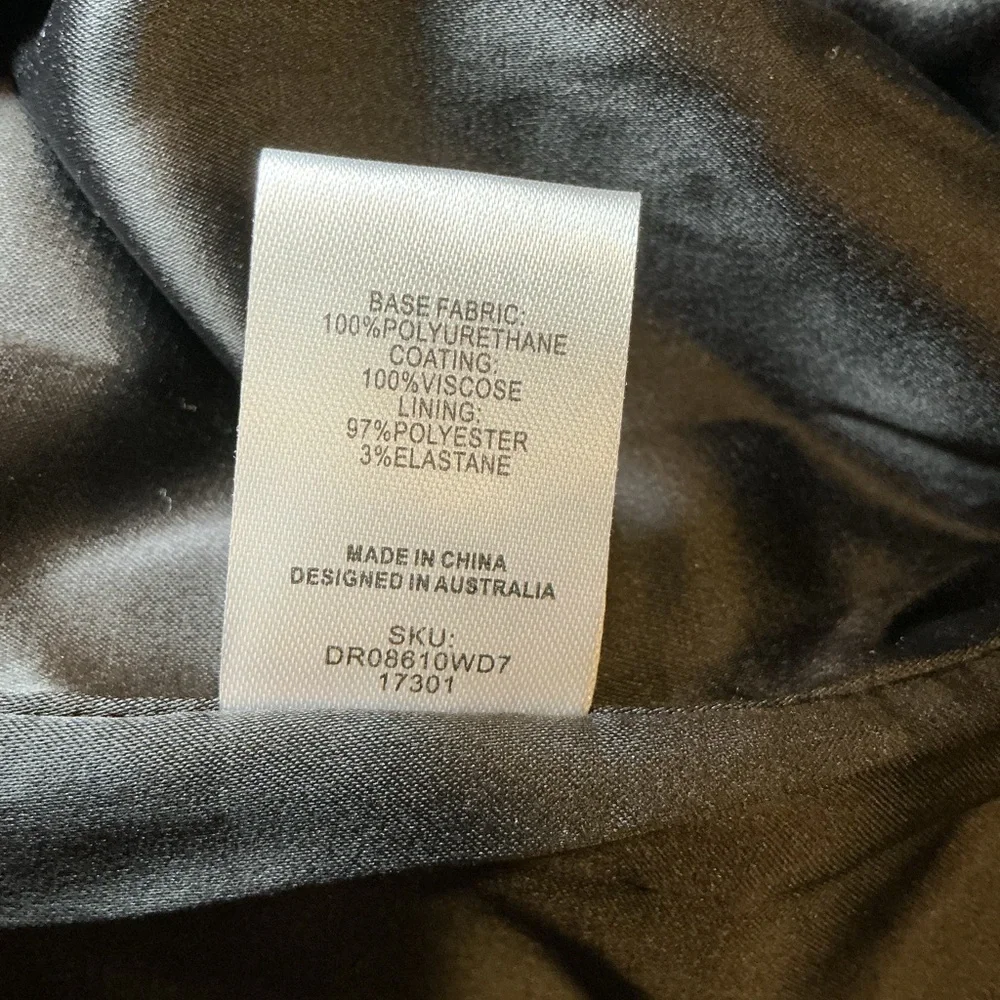 BASE FABRIC:
100%POLYURETHANE
COATING:
100%VISCOSE
LINING:
97%POLYESTER
3%ELASTANE
MADE IN CHINA
DESIGNED IN AUSTRALIA
SKU:
DR08610WD7
17301